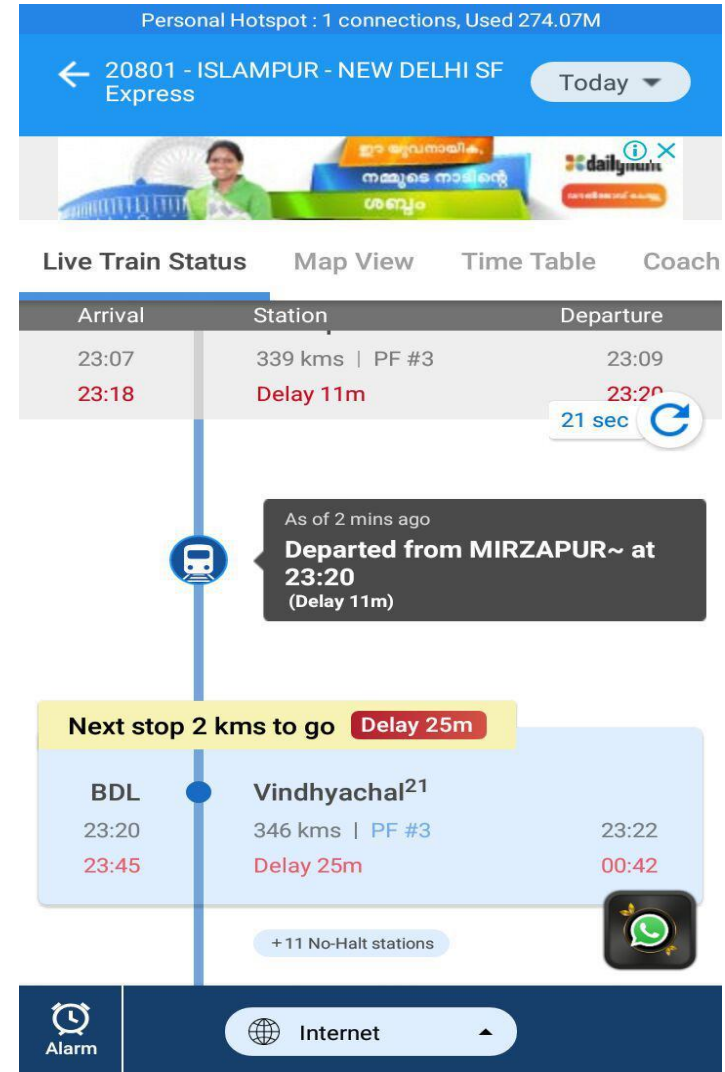 Personal Hotspot : 1 connections, Used 274.07M
20801 - ISLAMPUR - NEW DELHI SF
Express
Today
ഈ യുവനായിക,
നമ്മുടെ നാടിന്റെ
ശബ്ദം
dailyhunt
Live Train Status
Map View
Time Table
Coach
Arrival
Station
Departure
23:07
339 kms | PF #3
23:09
23:18
Delay 11m
23:20
21 sec
As of 2 mins ago
Departed from MIRZAPUR~ at
23:20
(Delay 11m)
Next stop 2 kms to go
Delay 25m
BDL
Vindhyachal21
23:20
346 kms | PF #3
23:22
23:45
Delay 25m
00:42
+11 No-Halt stations
Alarm
Internet